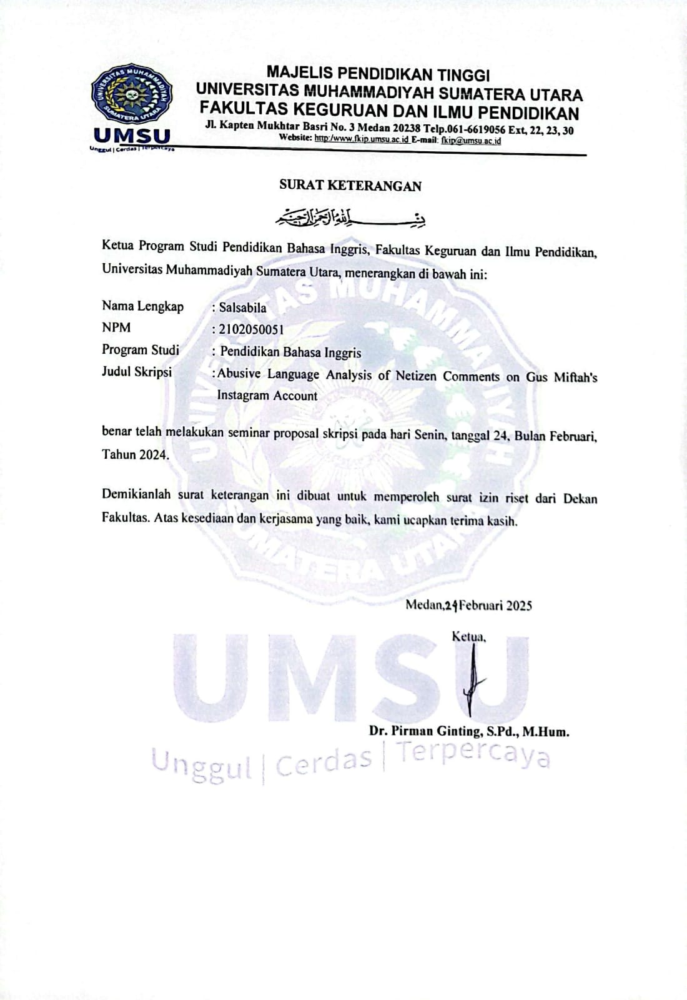 UNIVERSITAS MUHAMMADIYAH
SUMATERA UTARA
UMSU
Unggul | Cerdas | Terpercaya
MAJELIS PENDIDIKAN TINGGI
UNIVERSITAS MUHAMMADIYAH SUMATERA UTARA
FAKULTAS KEGURUAN DAN ILMU PENDIDIKAN
Jl. Kapten Mukhtar Basri No. 3 Medan 20238 Telp.061-6619056 Ext, 22, 23, 30
Website: http:/www.fkip.umsu.ac.id E-mail: fkip@umsu.ac.id
SURAT KETERANGAN
بسم الله الرحمن الرحيم
Ketua Program Studi Pendidikan Bahasa Inggris, Fakultas Keguruan dan Ilmu Pendidikan,
Universitas Muhammadiyah Sumatera Utara, menerangkan di bawah ini:
Nama Lengkap : Salsabila
NPM : 2102050051
Program Studi : Pendidikan Bahasa Inggris
Judul Skripsi :Abusive Language Analysis of Netizen Comments on Gus Miftah's
Instagram Account
benar telah melakukan seminar proposal skripsi pada hari Senin, tanggal 24, Bulan Februari,
Tahun 2024.
Demikianlah surat keterangan ini dibuat untuk memperoleh surat izin riset dari Dekan
Fakultas. Atas kesediaan dan kerjasama yang baik, kami ucapkan terima kasih.
Medan,24Februari 2025
Ketua,
Dr. Pirman Ginting, S.Pd., M.Hum.
UNIVERSITAS MUHAMMADIYAH
SUMATERA UTARA
UMSU
Unggul | Cerdas | Terpercaya